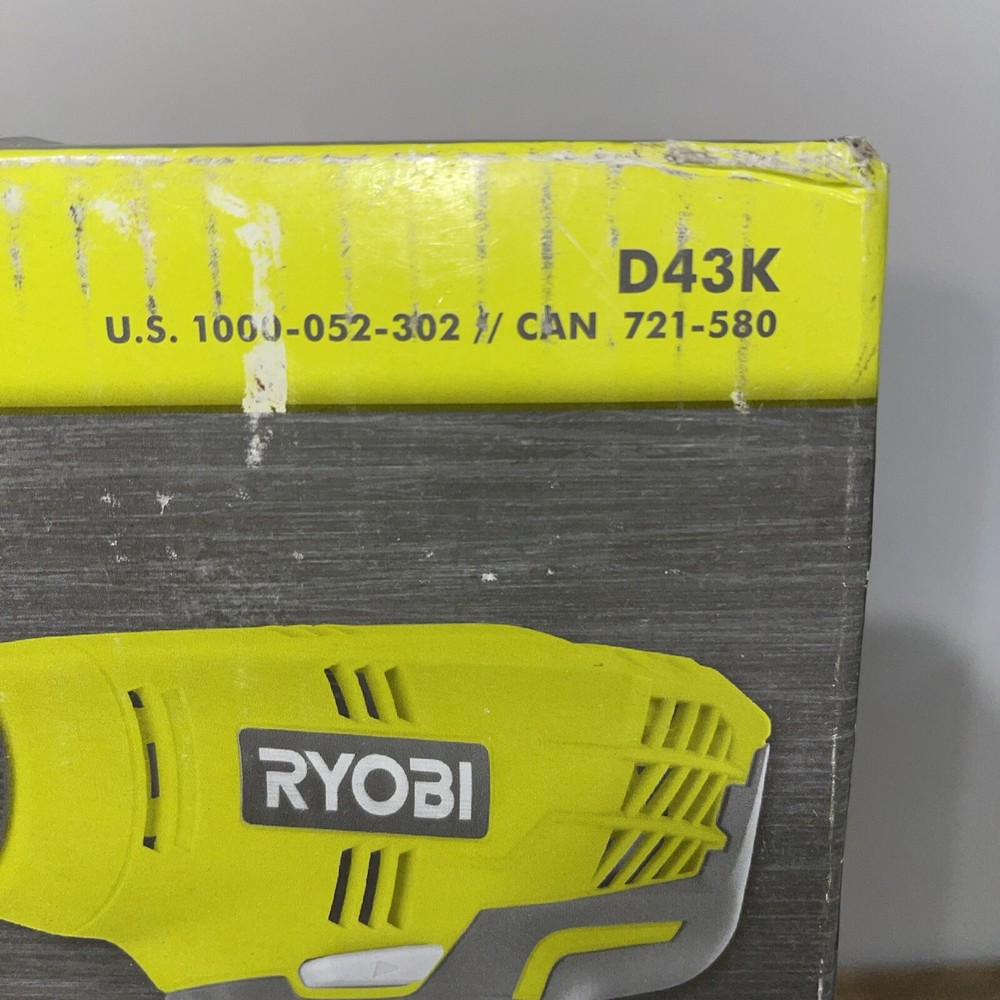 D43K
U.S. 1000-052-302 // CAN 721-580
RYOBI